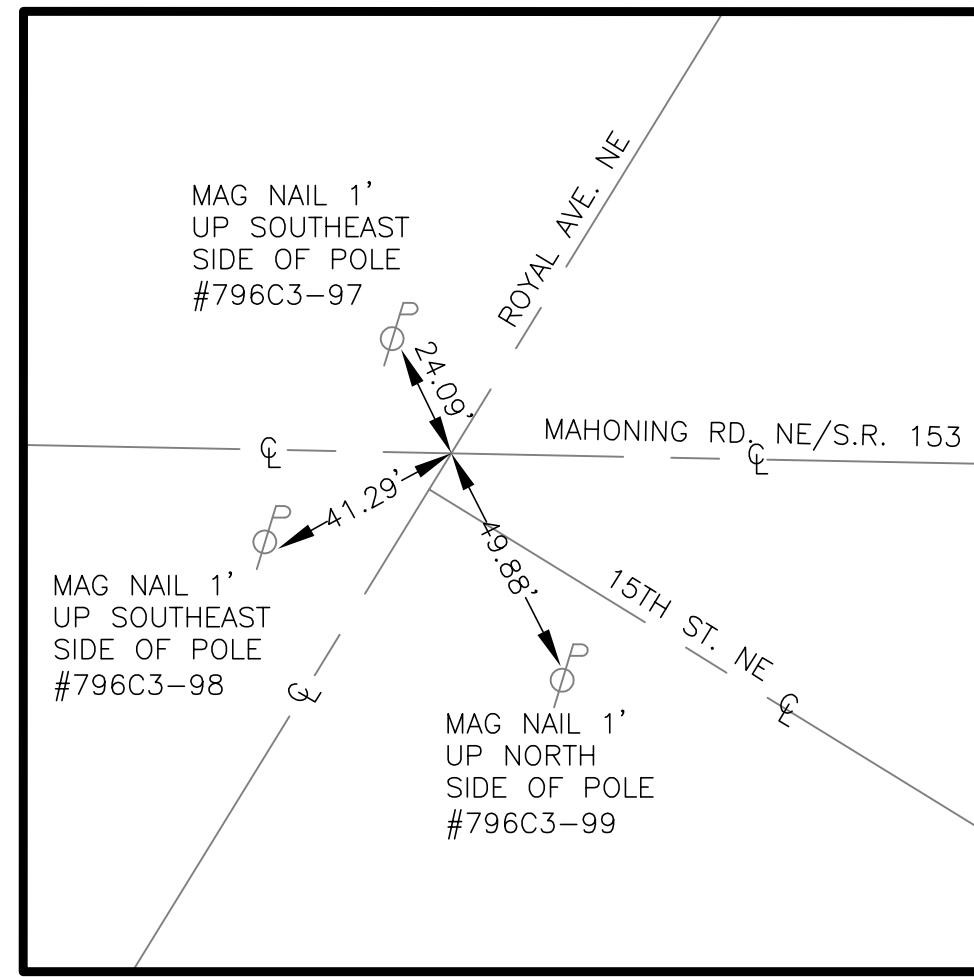 ROYAL AVE. NE
MAG NAIL 1'
UP SOUTHEAST
SIDE OF POLE
#796C3-97
24.09'
MAHONING RD. NE/S.R. 153
℄
℄
41.29'
49.88'
MAG NAIL 1'
UP SOUTHEAST
SIDE OF POLE
#796C3-98
15TH ST. NE
℄
℄
MAG NAIL 1'
UP NORTH
SIDE OF POLE
#796C3-99